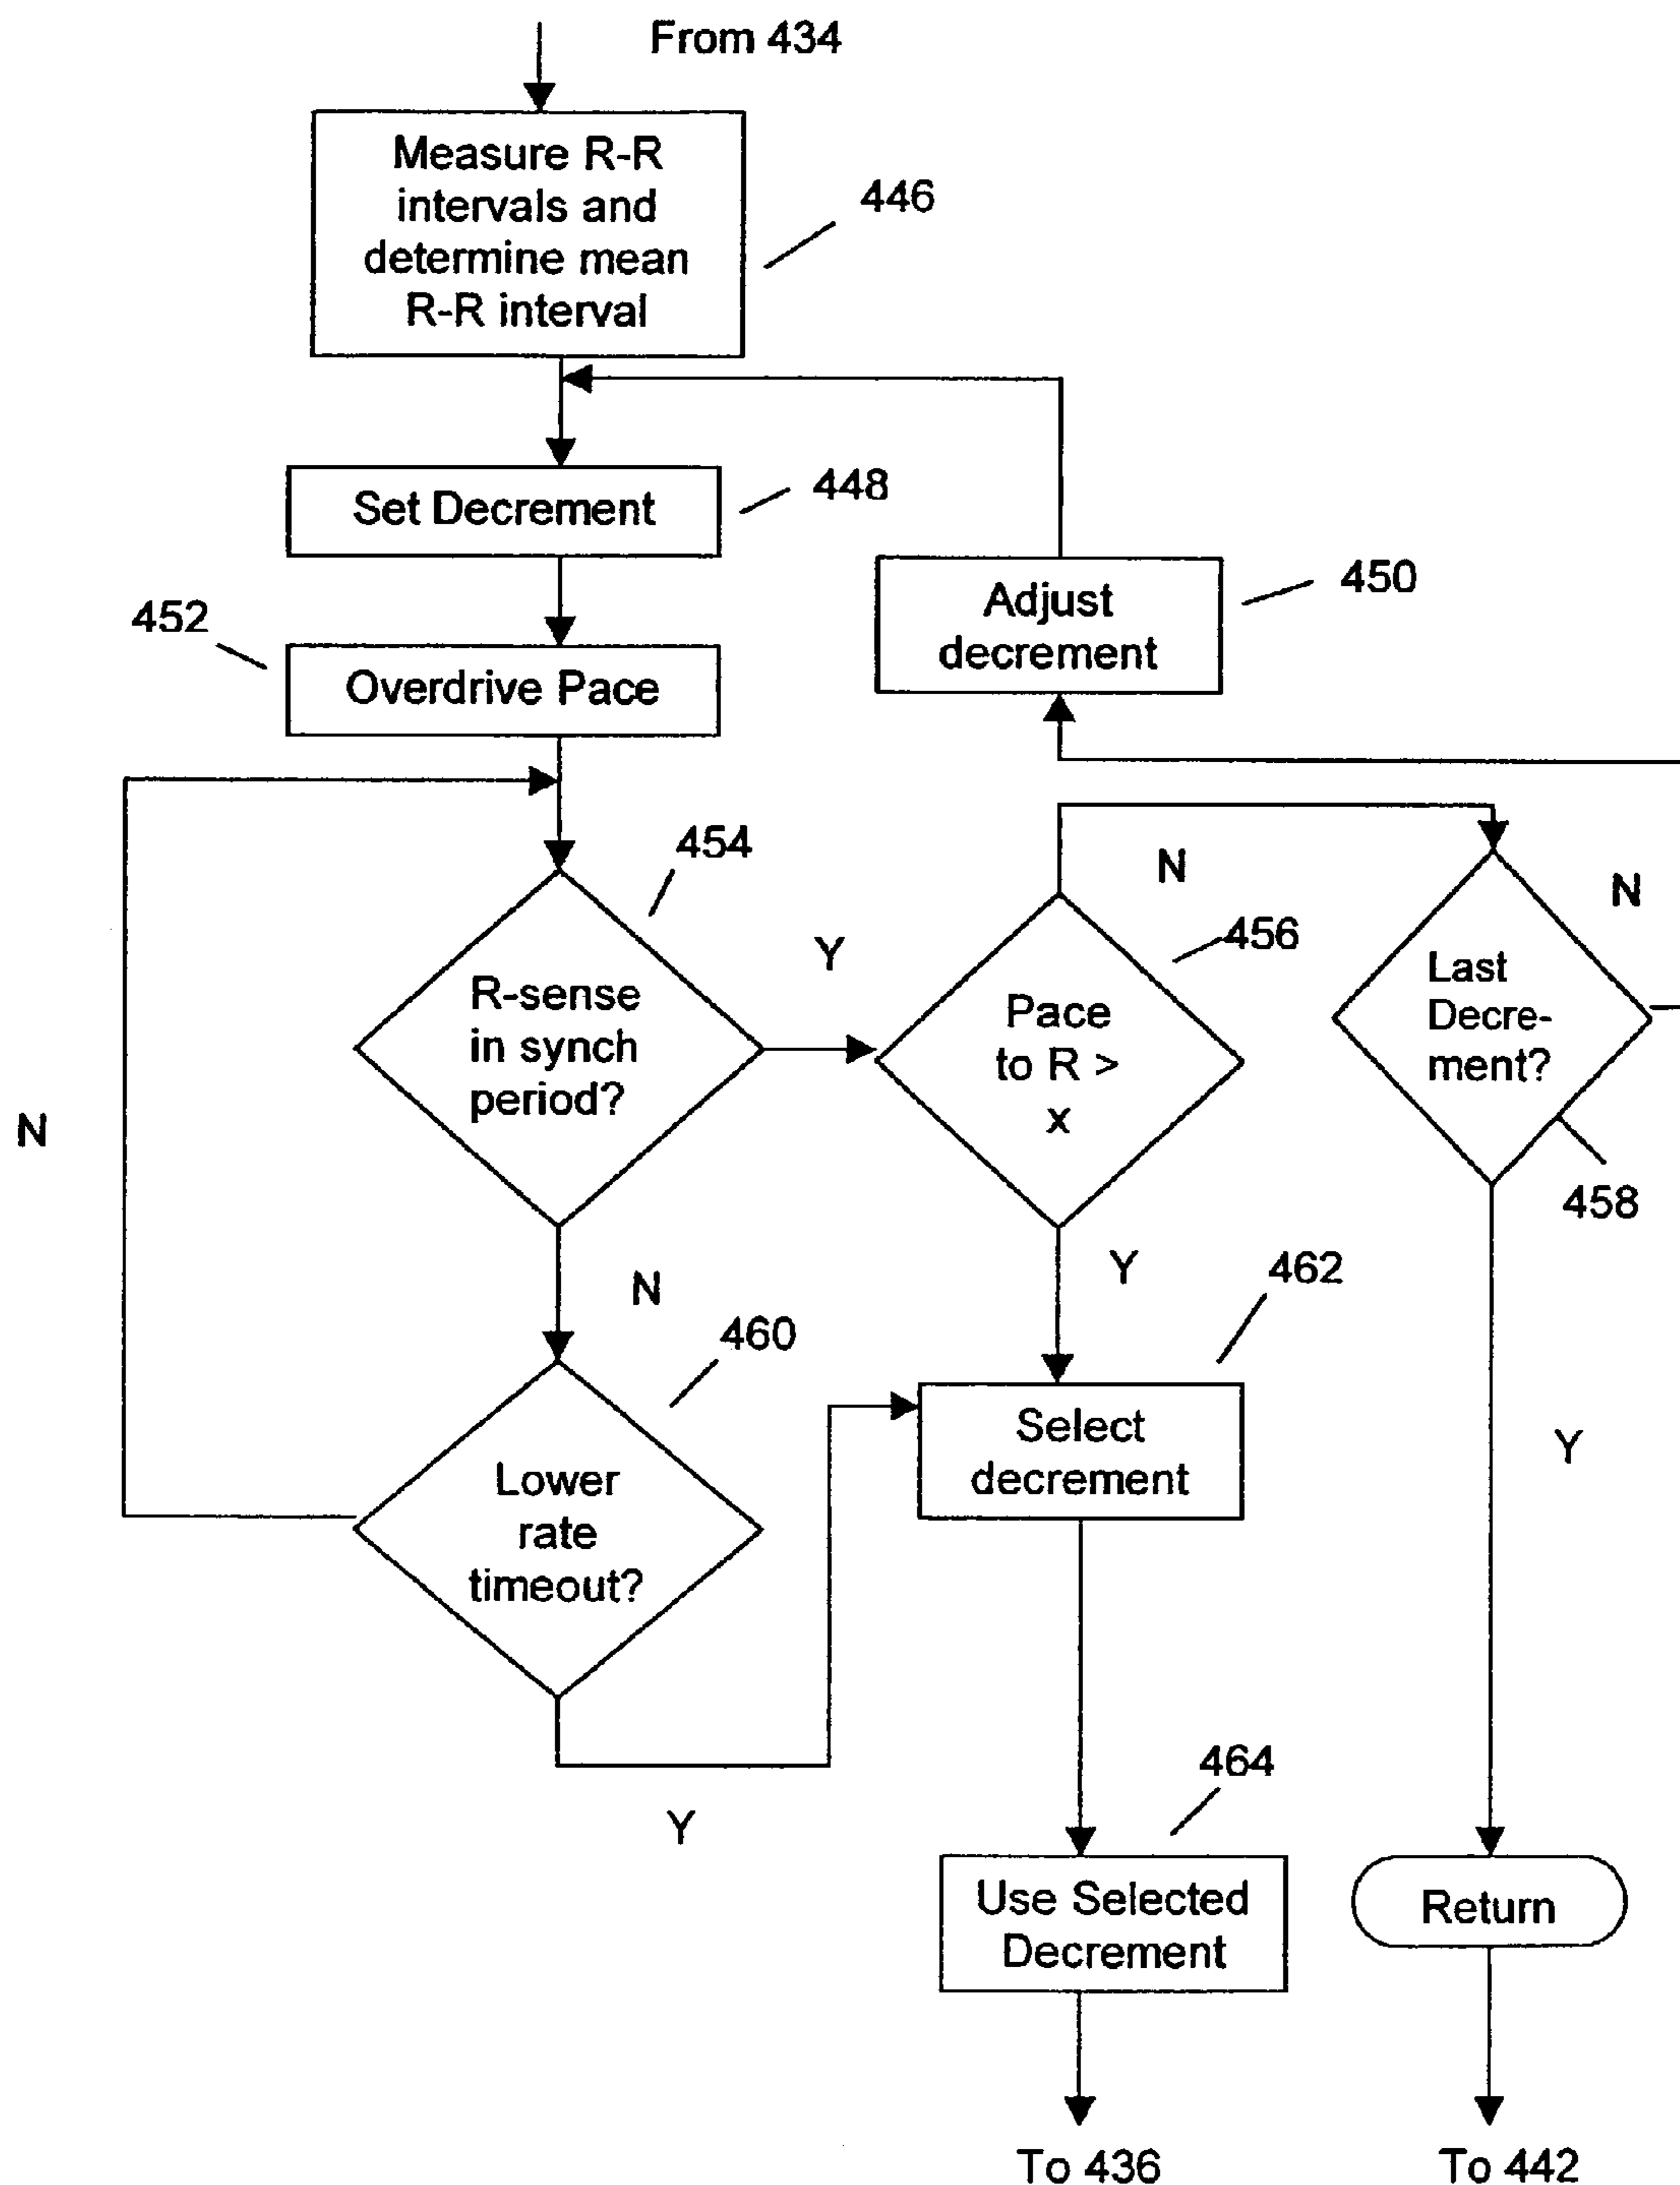 From 434
Measure R-R
intervals and
determine mean
R-R interval
446
Set Decrement
448
Adjust
decrement
450
452
Overdrive Pace
454
R-sense
in synch
period?
Y
N
456
Pace
to R >
x
N
Last
Decre-
ment?
458
N
N
460
Lower
rate
timeout?
Y
Y
462
Select
decrement
Y
464
Use Selected
Decrement
Return
To 436
To 442